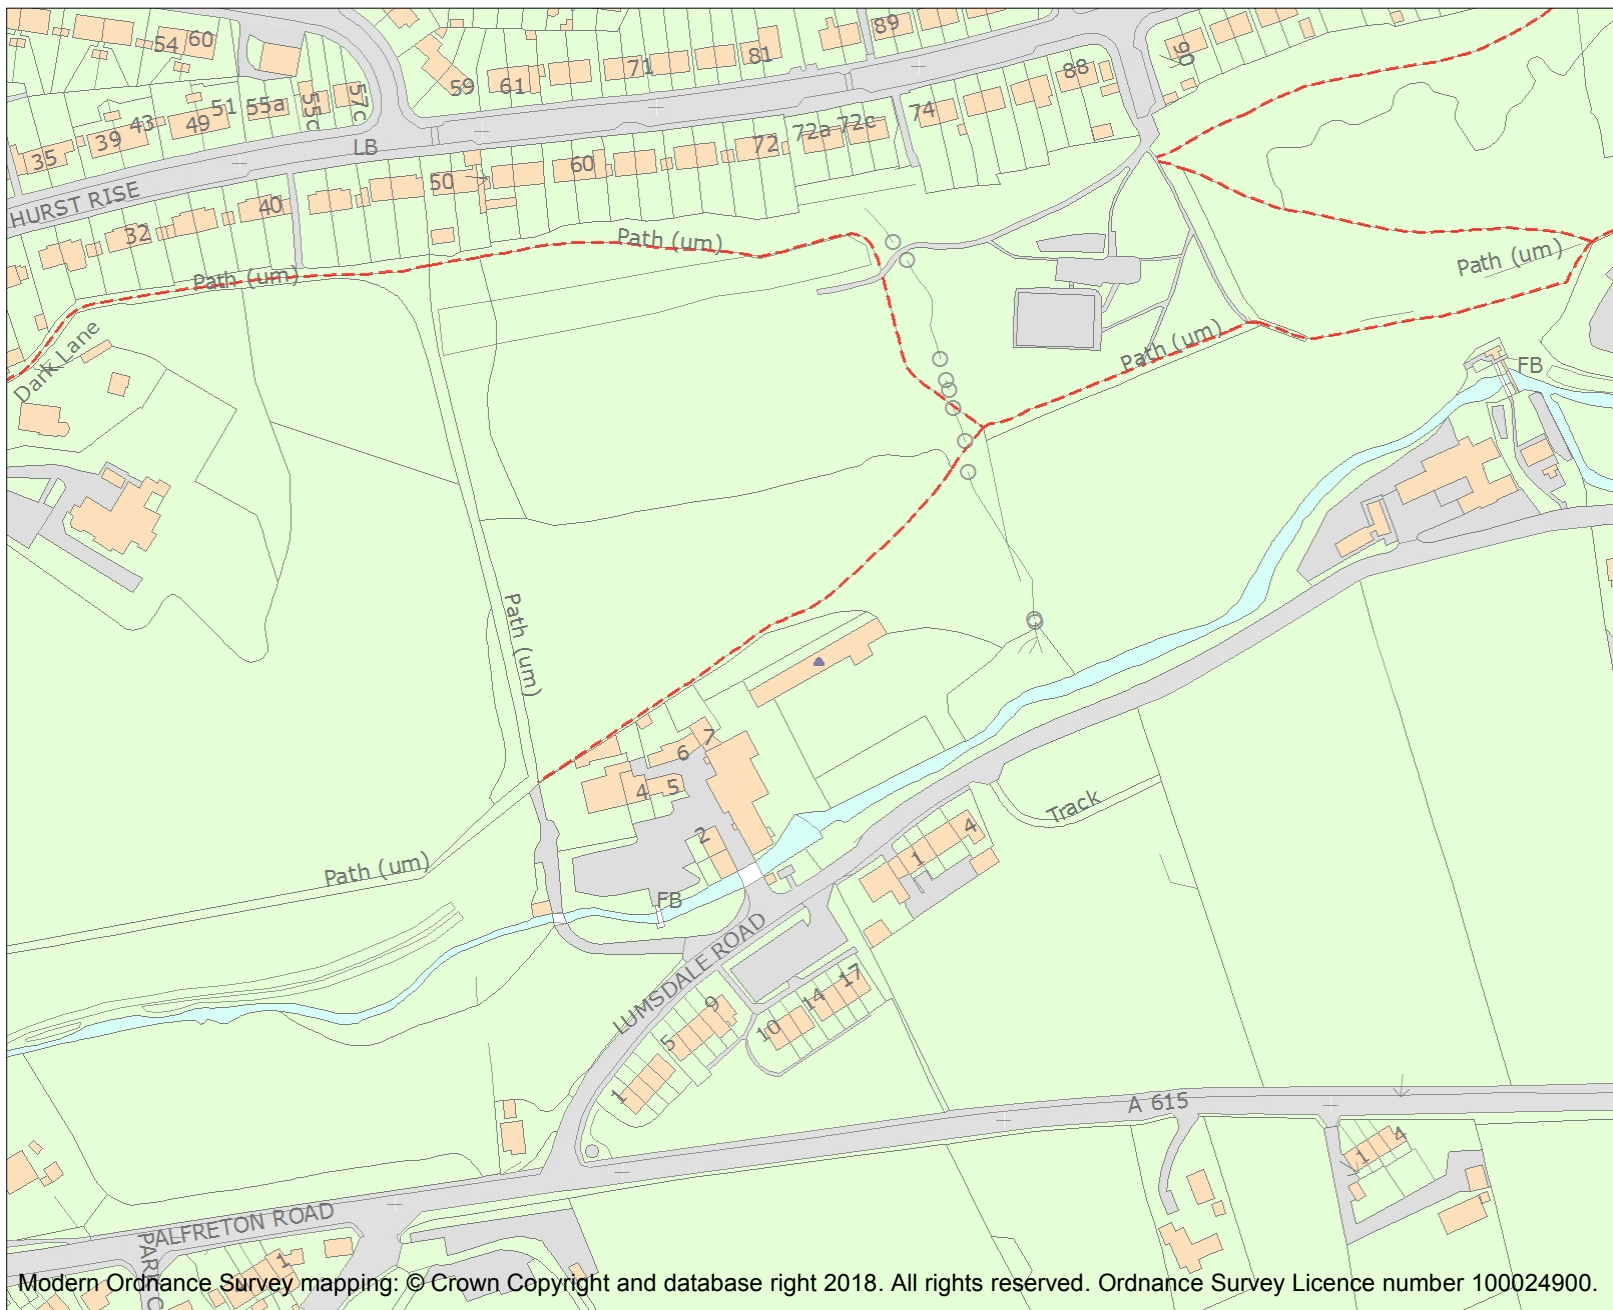 54 60
59 61 71 81 89 90
35 39 43 49 51 55a 55c 57c
LB
88
74
72 72a 72c
60
50
40
32
HURST RISE
Path (um)
Path (um)
Path (um)
Dark Lane
Path (um)
FB
Path (um)
7
6
4 5
2
Track
4
1
Path (um)
FB
LUMSDALE ROAD
9
5
1
17
14
10
A 615
4
1
ALFRETON ROAD
1
Modern Ordnance Survey mapping: © Crown Copyright and database right 2018. All rights reserved. Ordnance Survey Licence number 100024900.